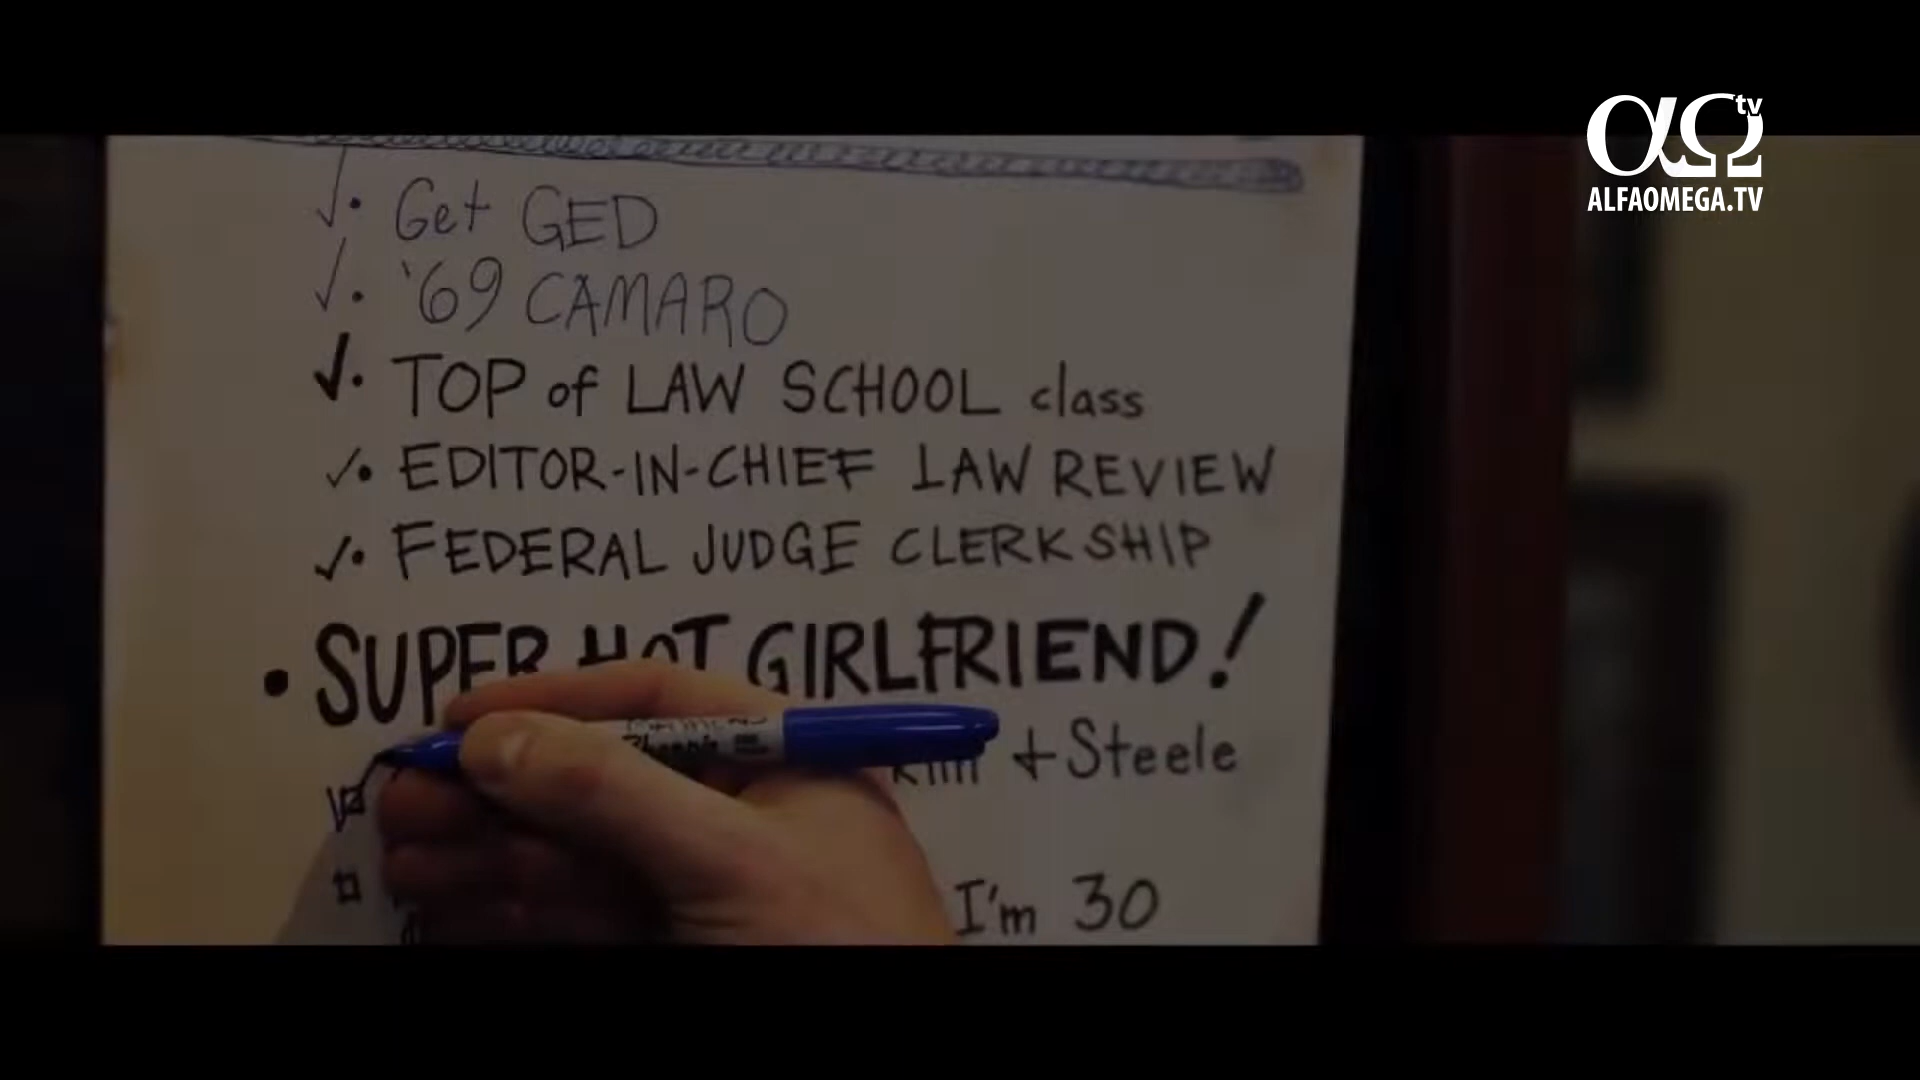 αΩtv
ALFAOMEGA.TV
Get GED
'69 CAMARO
TOP of LAW SCHOOL class
EDITOR-IN-CHIEF LAW REVIEW
FEDERAL JUDGE CLERKSHIP
SUPER HOT GIRLFRIEND!
+ Steele
I'm 30